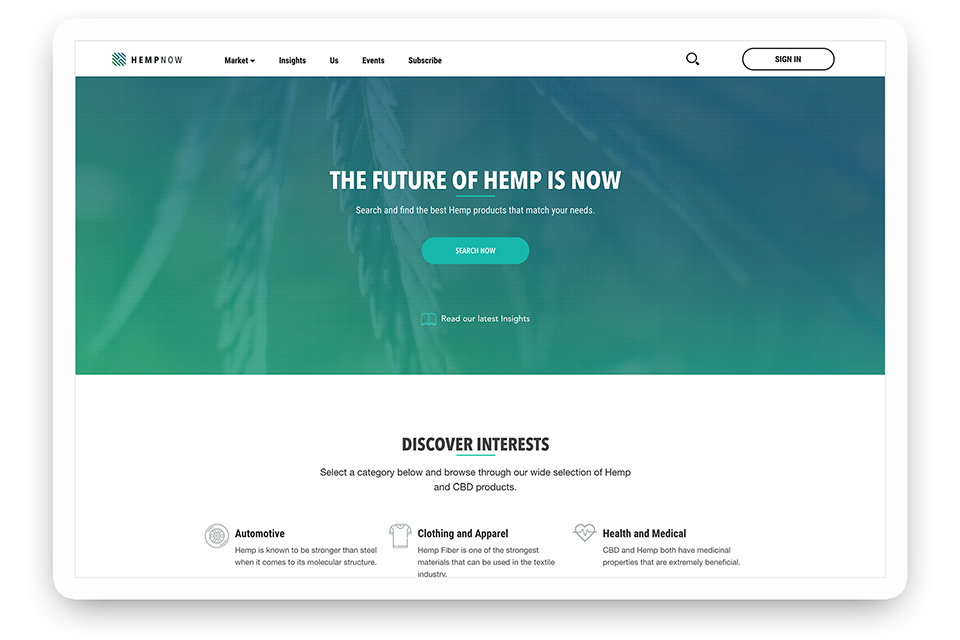 HEMPNOW
Market
Insights
Us
Events
Subscribe
SIGN IN
THE FUTURE OF HEMP IS NOW
Search and find the best Hemp products that match your needs.
SEARCH NOW
Read our latest Insights
DISCOVER INTERESTS
Select a category below and browse through our wide selection of Hemp
and CBD products.
Automotive
Hemp is known to be stronger than steel
when it comes to its molecular structure.
Clothing and Apparel
Hemp Fiber is one of the strongest
materials that can be used in the textile
industry.
Health and Medical
CBD and Hemp both have medicinal
properties that are extremely beneficial.